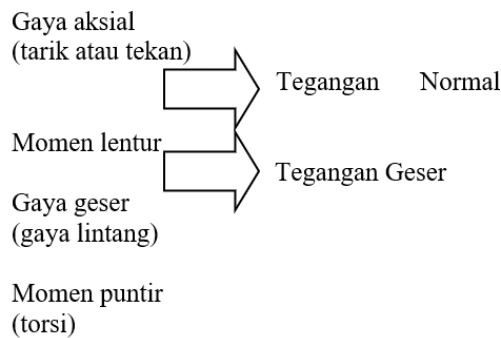 Gaya aksial
(tarik atau tekan)
Tegangan Normal
Momen lentur
Tegangan Geser
Gaya geser
(gaya lintang)
Momen puntir
(torsi)